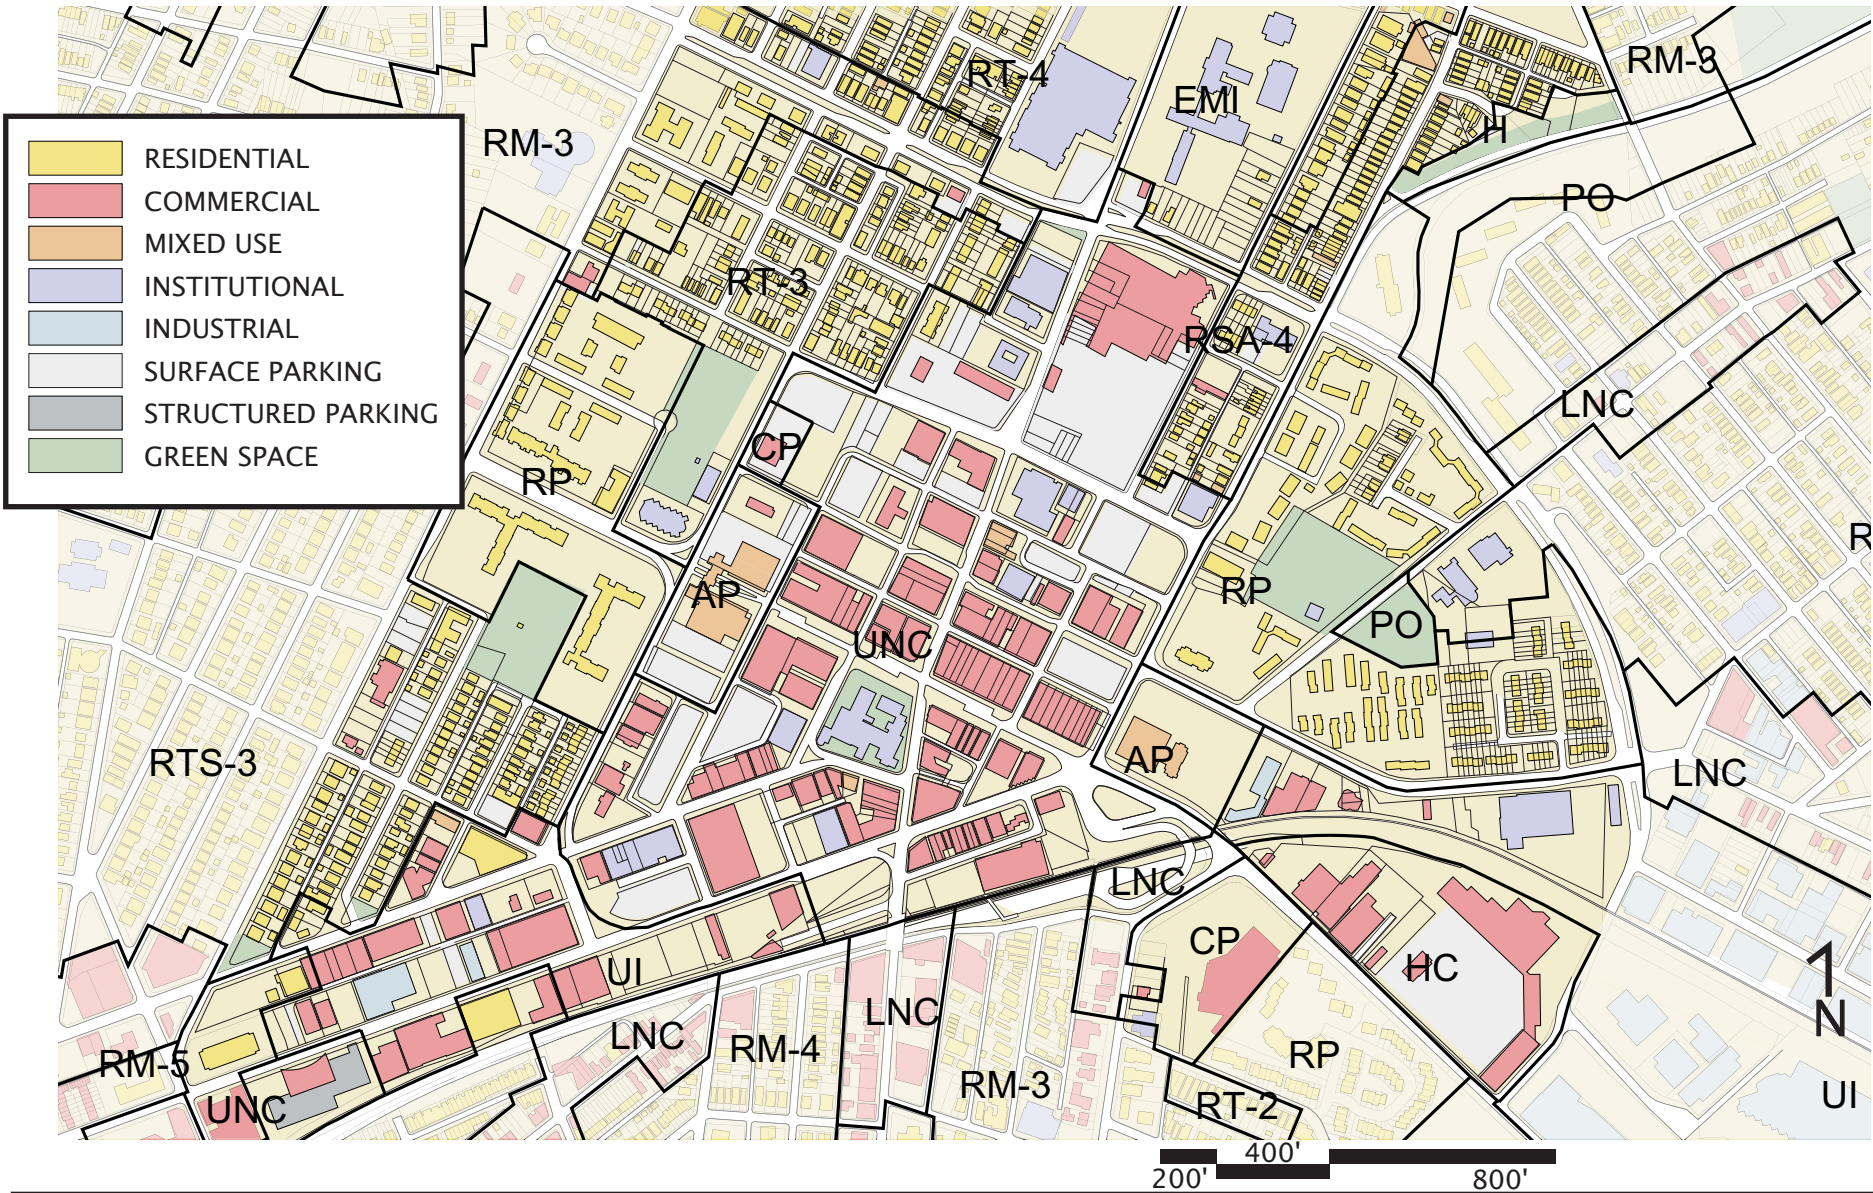 RT-4
RM-3
EMI
H
RM-3
RESIDENTIAL
COMMERCIAL
MIXED USE
INSTITUTIONAL
INDUSTRIAL
SURFACE PARKING
STRUCTURED PARKING
GREEN SPACE
PO
RT-3
RSA-4
LNC
CP
RP
R
AP
RP
PO
UNC
RTS-3
AP
LNC
LNC
CP
HC
UI
LNC
N
LNC
RM-4
RP
RM-5
RM-3
UNC
RT-2
UI
400'
200'
800'